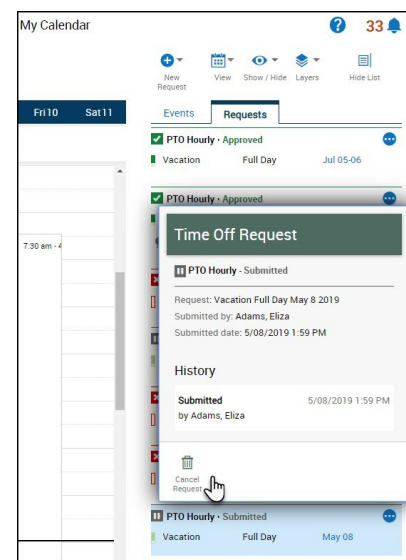 My Calendar
33
New
Request
View
Show / Hide
Layers
Hide List
Fri10
Sat11
Events
Requests
PTO Hourly · Approved
Vacation Full Day Jul 05-06
PTO Hourly · Approved
7:30 am - 4
Time Off Request
PTO Hourly - Submitted
Request: Vacation Full Day May 8 2019
Submitted by: Adams, Eliza
Submitted date: 5/08/2019 1:59 PM
History
Submitted 5/08/2019 1:59 PM
by Adams, Eliza
Cancel
Request
PTO Hourly · Submitted
Vacation Full Day May 08